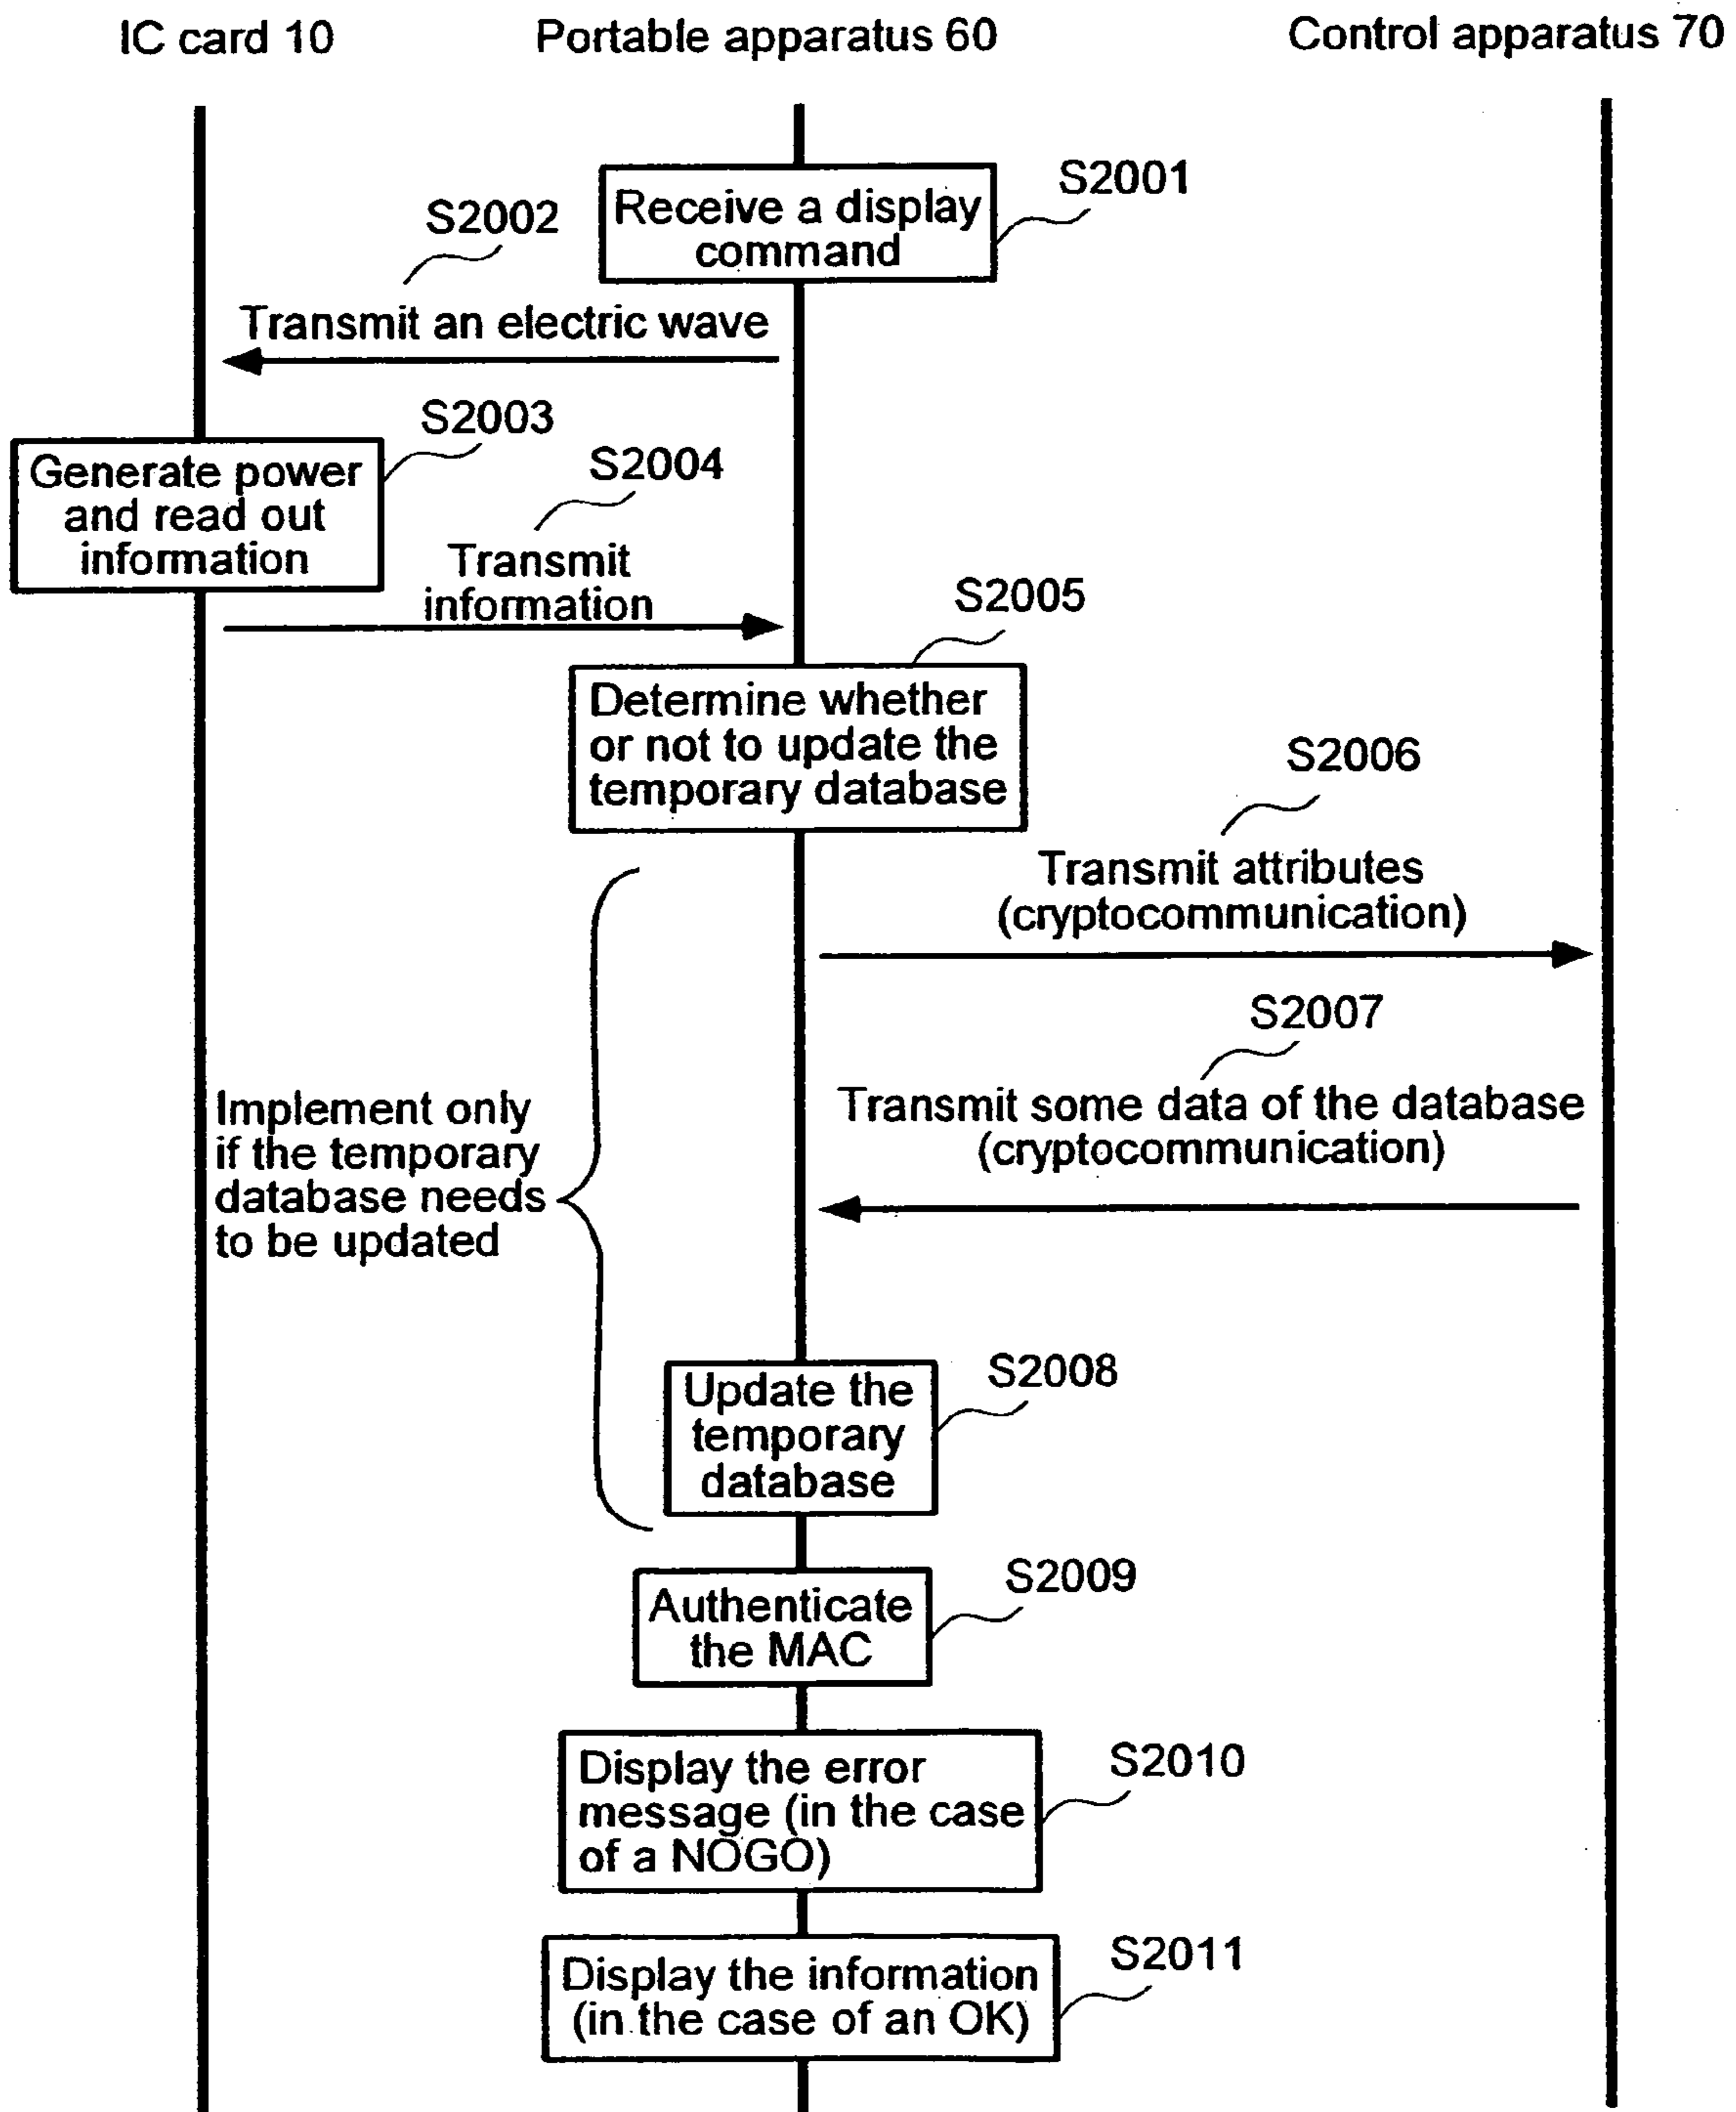 IC card 10
Portable apparatus 60
Control apparatus 70
S2001
Receive a display
command
S2002
Transmit an electric wave
S2003
Generate power
and read out
information
S2004
Transmit
information
S2005
Determine whether
or not to update the
temporary database
S2006
Transmit attributes
(cryptocommunication)
S2007
Transmit some data of the database
(cryptocommunication)
Implement only
if the temporary
database needs
to be updated
S2008
Update the
temporary
database
S2009
Authenticate
the MAC
S2010
Display the error
message (in the case
of a NOGO)
S2011
Display the information
(in the case of an OK)